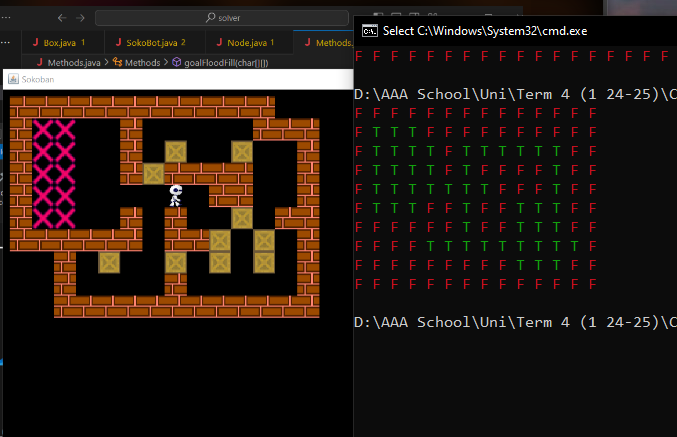 solver
Box.java 1
SokoBot.java 2
Node.java 1
Methods
Methods.java > Methods > goalFloodFill(char[][])
Sokoban
Select C:\Windows\System32\cmd.exe
F F F F F F F F F F F F F F F F F F
D:\AAA School\Uni\Term 4 (1 24-25)\C
F F F F F F F F F F F F F F
F T T T F F F F F F F F F F
F T T T T F T T T T T T F F
F T T T T F T F F F F T F F
F T T T T T T T F F F T F F
F T T T F F T F F T T T F F
F F F F F F T F F T T T F F
F F F F T T T T T T T T T F
F F F F F F F F F T T T F F
F F F F F F F F F F F F F F
D:\AAA School\Uni\Term 4 (1 24-25)\C